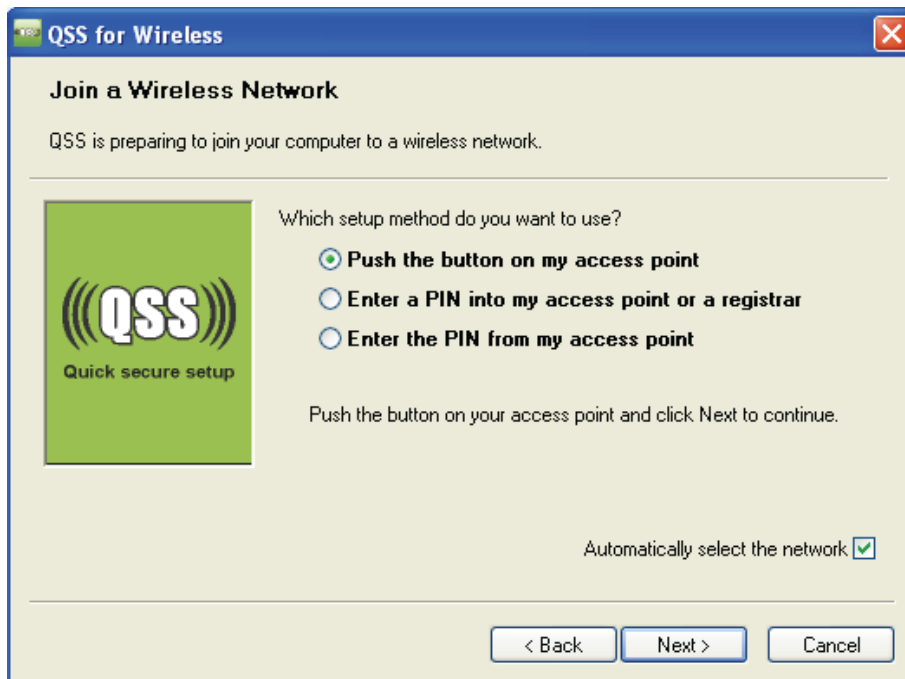 QSS for Wireless
Join a Wireless Network
QSS is preparing to join your computer to a wireless network.
Which setup method do you want to use?
Push the button on my access point
Enter a PIN into my access point or a registrar
Enter the PIN from my access point
(((QSS)))
Quick secure setup
Push the button on your access point and click Next to continue.
Automatically select the network
< Back
Next >
Cancel